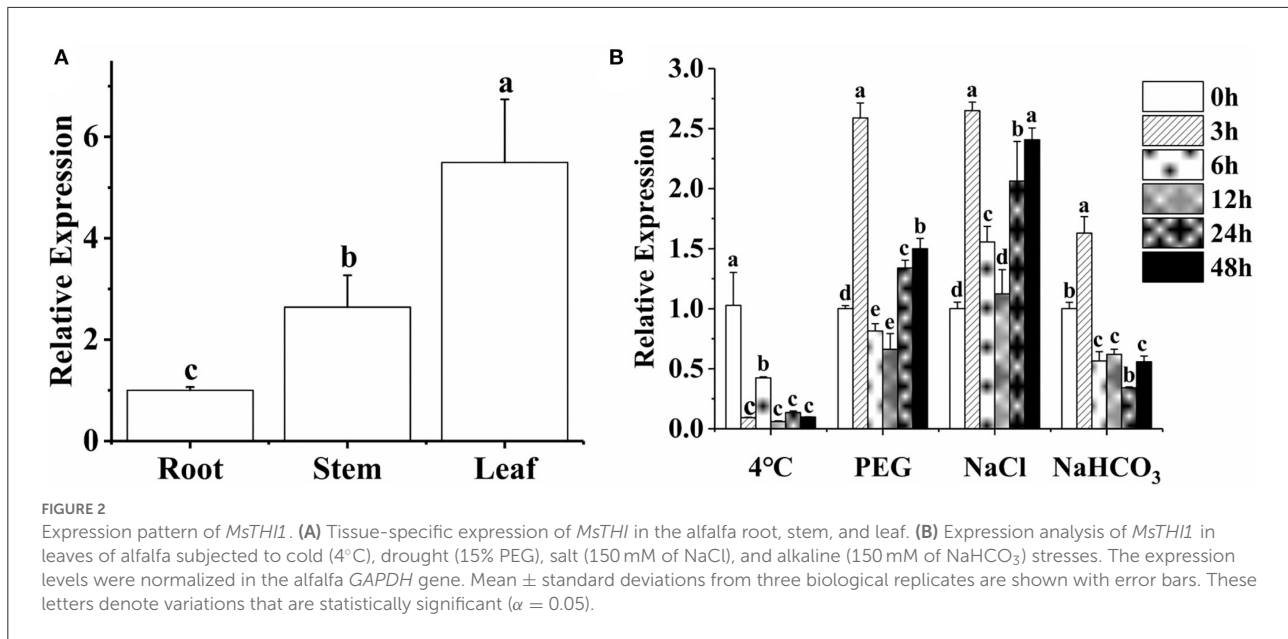 A
Relative Expression
6
4
2
0
c
b
a
Root Stem Leaf
B
Relative Expression
3.0
2.5
2.0
1.5
1.0
0.5
0.0
a c b c c c
d a e e c b
d a c d b a
b a c c b c
4°C PEG NaCl NaHCO₃
0h
3h
6h
12h
24h
48h
FIGURE 2
Expression pattern of MsTHI1. (A) Tissue-specific expression of MsTHI in the alfalfa root, stem, and leaf. (B) Expression analysis of MsTHI1 in
leaves of alfalfa subjected to cold (4°C), drought (15% PEG), salt (150 mM of NaCl), and alkaline (150 mM of NaHCO₃) stresses. The expression
levels were normalized in the alfalfa GAPDH gene. Mean ± standard deviations from three biological replicates are shown with error bars. These
letters denote variations that are statistically significant (α = 0.05).